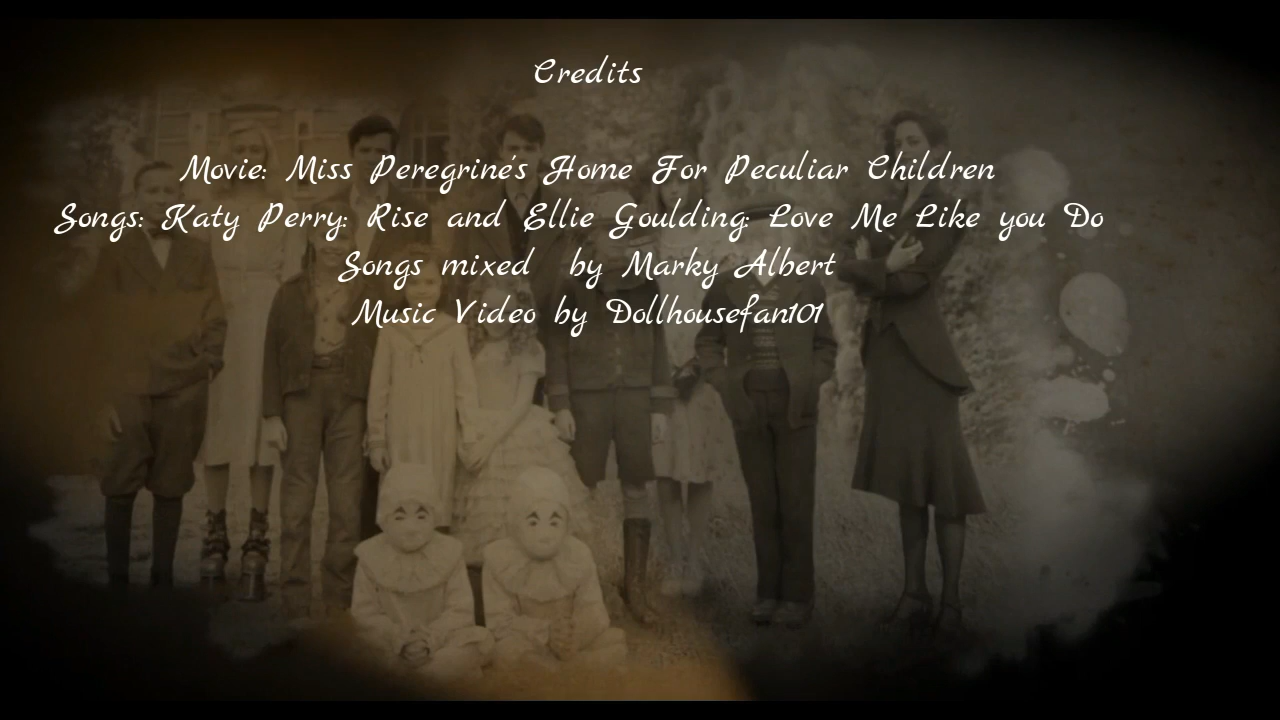 Credits
Movie: Miss Peregrine's Home For Peculiar Children
Songs: Katy Perry: Rise and Ellie Goulding: Love Me Like you Do
Songs mixed by Marky Albert
Music Video by Dollhousefan101